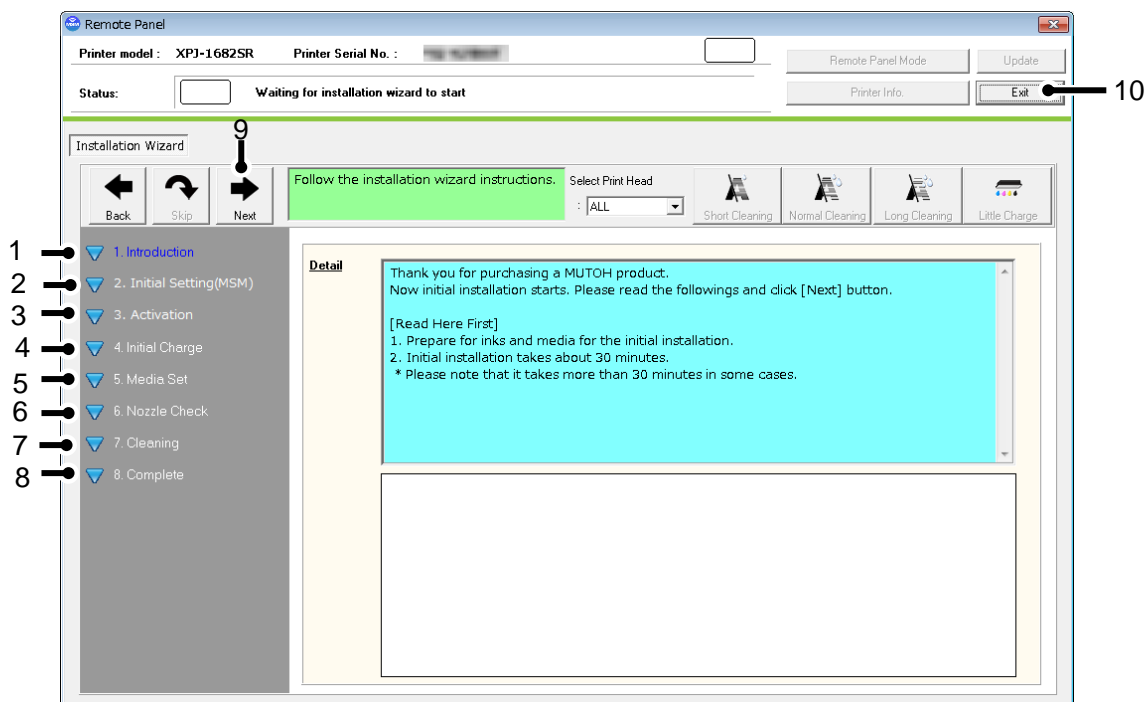 Remote Panel
Printer model : XPJ-1682SR Printer Serial No. :
Remote Panel Mode Update
Status: Waiting for installation wizard to start
Printer Info. Exit 10
9
Installation Wizard
Back Skip Next
Follow the installation wizard instructions.
Select Print Head
: ALL
Short Cleaning Normal Cleaning Long Cleaning Little Charge
1 1. Introduction
2 2. Initial Setting(MSM)
3 3. Activation
4 4. Initial Charge
5 5. Media Set
6 6. Nozzle Check
7 7. Cleaning
8 8. Complete
Detail
Thank you for purchasing a MUTOH product.
Now initial installation starts. Please read the followings and click [Next] button.
[Read Here First]
1. Prepare for inks and media for the initial installation.
2. Initial installation takes about 30 minutes.
* Please note that it takes more than 30 minutes in some cases.